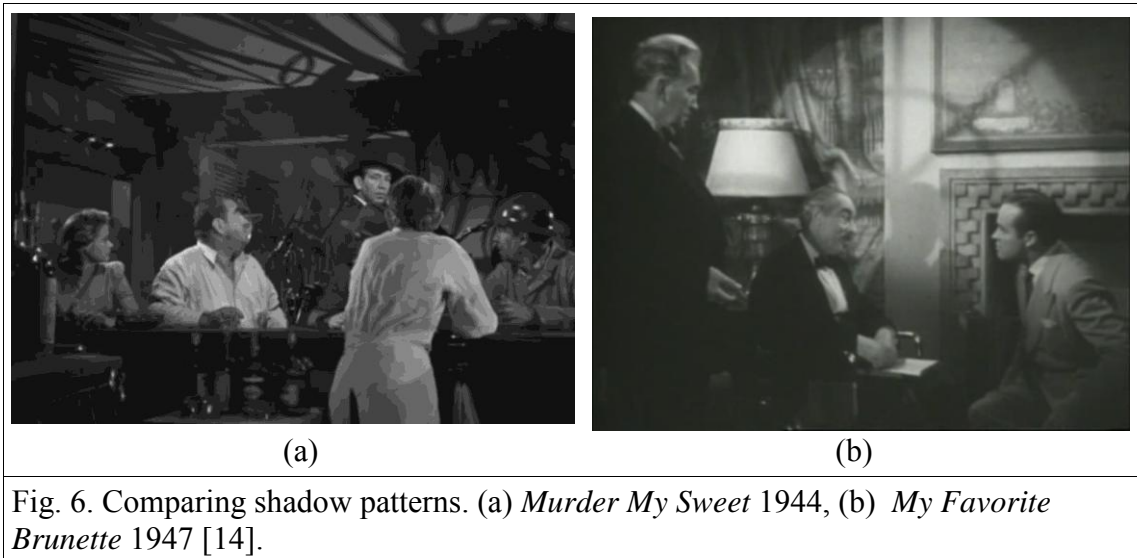 (a)
(b)
Fig. 6. Comparing shadow patterns. (a) Murder My Sweet 1944, (b) My Favorite
Brunette 1947 [14].